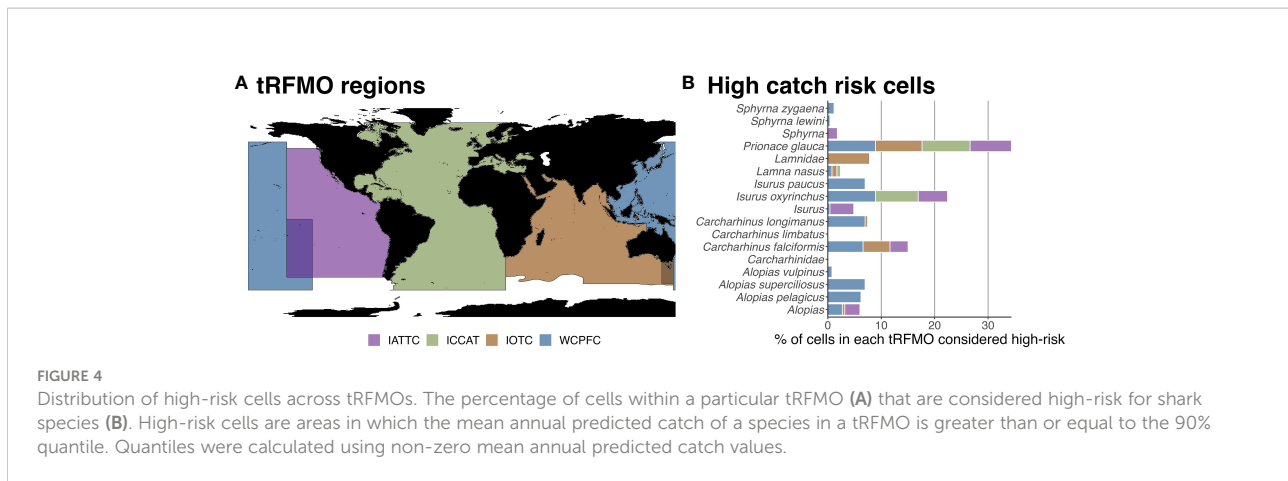 A tRFMO regions
B High catch risk cells
Sphyrna zygaena
Sphyrna lewini
Sphyrna
Prionace glauca
Lamnidae
Lamna nasus
Isurus paucus
Isurus oxyrinchus
Isurus
Carcharhinus longimanus
Carcharhinus limbatus
Carcharhinus falciformis
Carcharhinidae
Alopias vulpinus
Alopias superciliosus
Alopias pelagicus
Alopias
0 10 20 30
% of cells in each tRFMO considered high-risk
IATTC ICCAT IOTC WCPFC
FIGURE 4
Distribution of high-risk cells across tRFMOs. The percentage of cells within a particular tRFMO (A) that are considered high-risk for shark
species (B). High-risk cells are areas in which the mean annual predicted catch of a species in a tRFMO is greater than or equal to the 90%
quantile. Quantiles were calculated using non-zero mean annual predicted catch values.